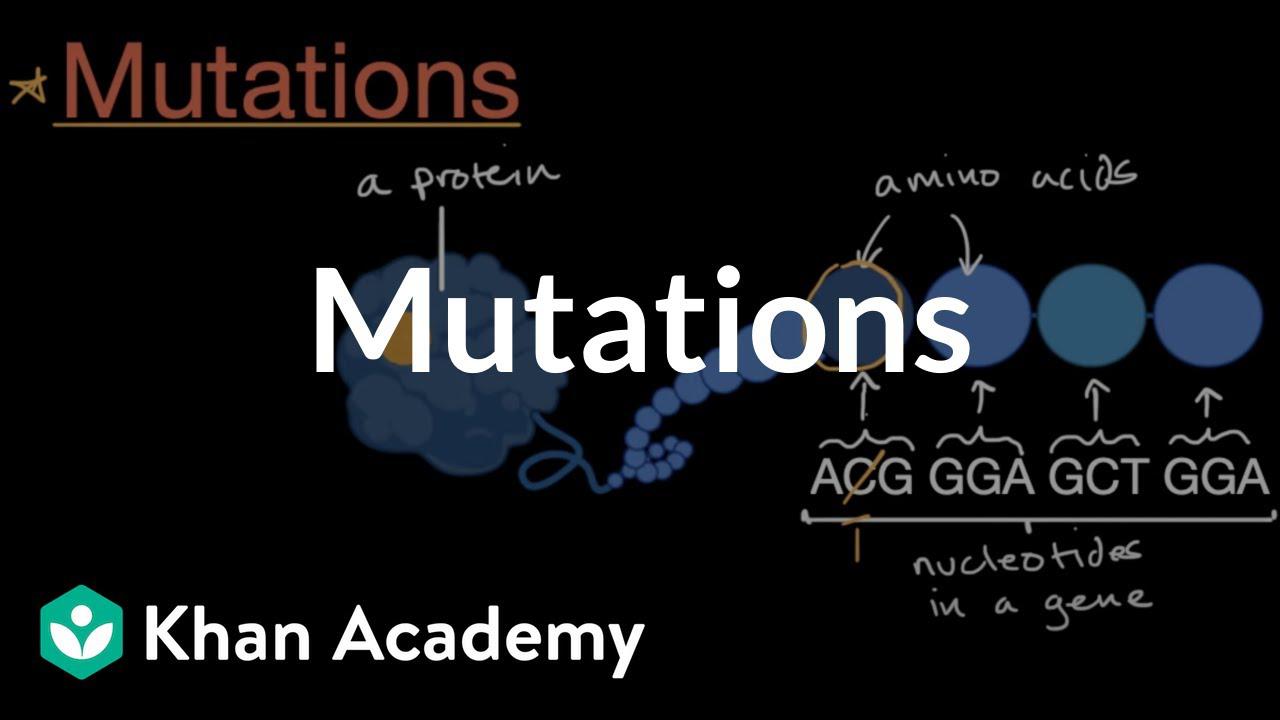 Mutations
a protein
amino acids
Mutations
ACG GGA GCT GGA
T
nucleotides
in a gene
Khan Academy